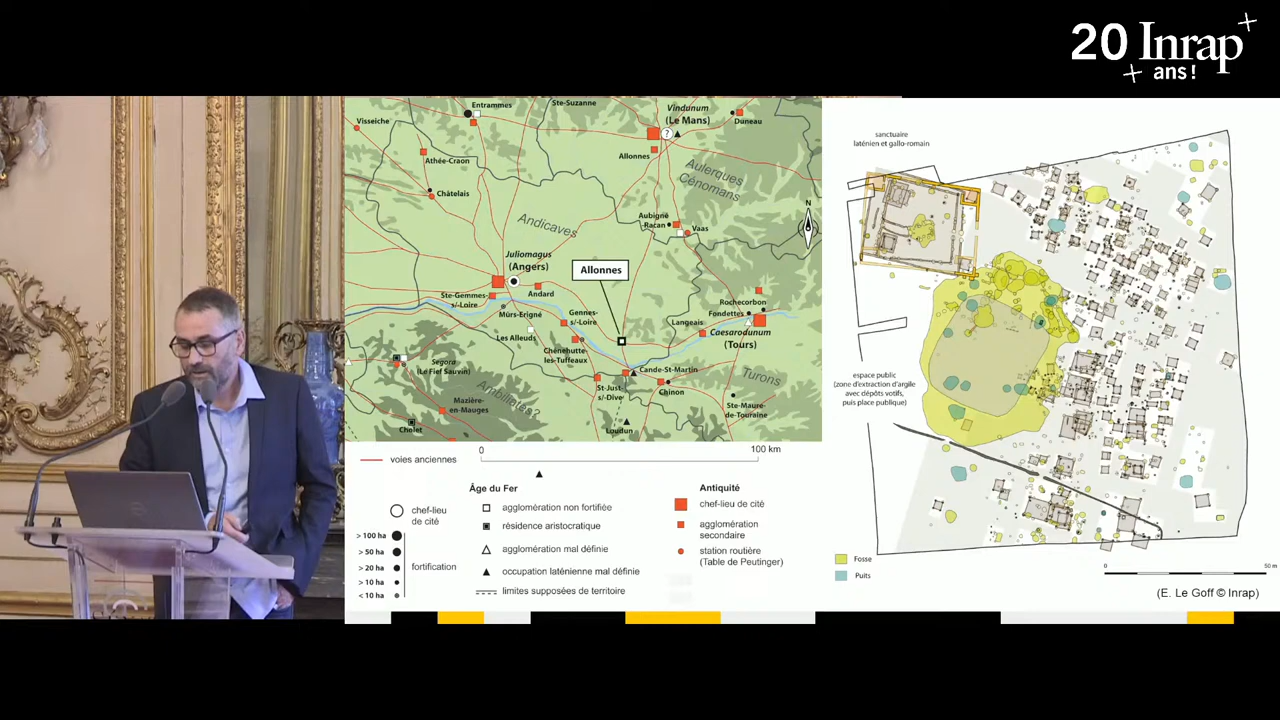 20 Inrap
ans !
Entrammes
Ste-Suzanne
Vindunum
(Le Mans)
?
Visseiche
Duneau
Athée-Craon
Allonnes
Aulerques
Cénomans
Châtelais
Andicaves
Aubigné
Racan
Vaas
N
Juliomagus
(Angers)
Allonnes
Ste-Gemmes-
s/-Loire
Andard
Mûrs-Erigné
Gennes-
s/-Loire
Rochecorbon
Fondettes
Langeais
Caesarodunum
(Tours)
Les Alleuds
Chênehutte-
les-Tuffeaux
Segora
(Le Fief Sauvin)
Cande-St-Martin
Turons
St-Just-
s/-Dive
Chinon
Ambiliates?
Mazière-
en-Mauges
Ste-Maure-
de-Touraine
Cholet
Loudun
voies anciennes
0
100 km
chef-lieu
de cité
> 100 ha
> 50 ha
> 20 ha
> 10 ha
< 10 ha
fortification
Âge du Fer
agglomération non fortifiée
résidence aristocratique
agglomération mal définie
occupation laténienne mal définie
limites supposées de territoire
Antiquité
chef-lieu de cité
agglomération
secondaire
station routière
(Table de Peutinger)
sanctuaire
laténien et gallo-romain
espace public
(zone d'extraction d'argile
avec dépôts votifs,
puis place publique)
Fosse
Puits
0
50 m
(E. Le Goff © Inrap)